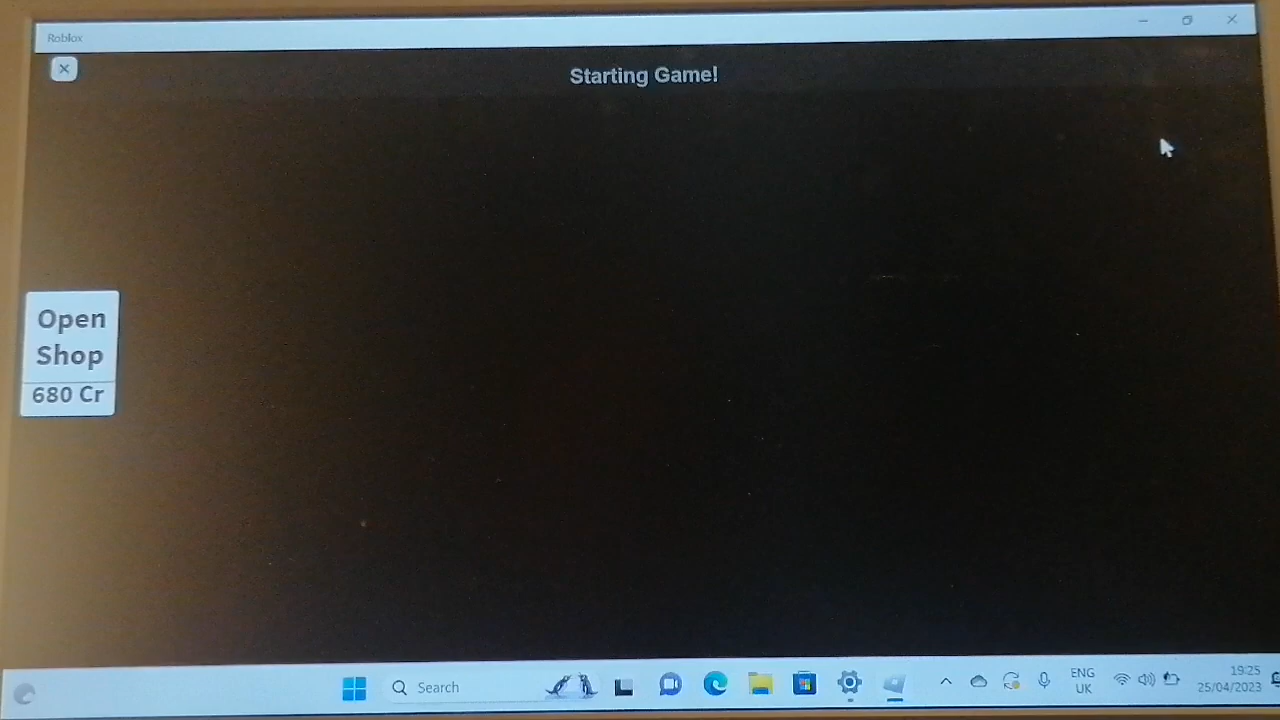 Roblox
Starting Game!
Open
Shop
680 Cr
Search
ENG
UK
19:25
25/04/2023